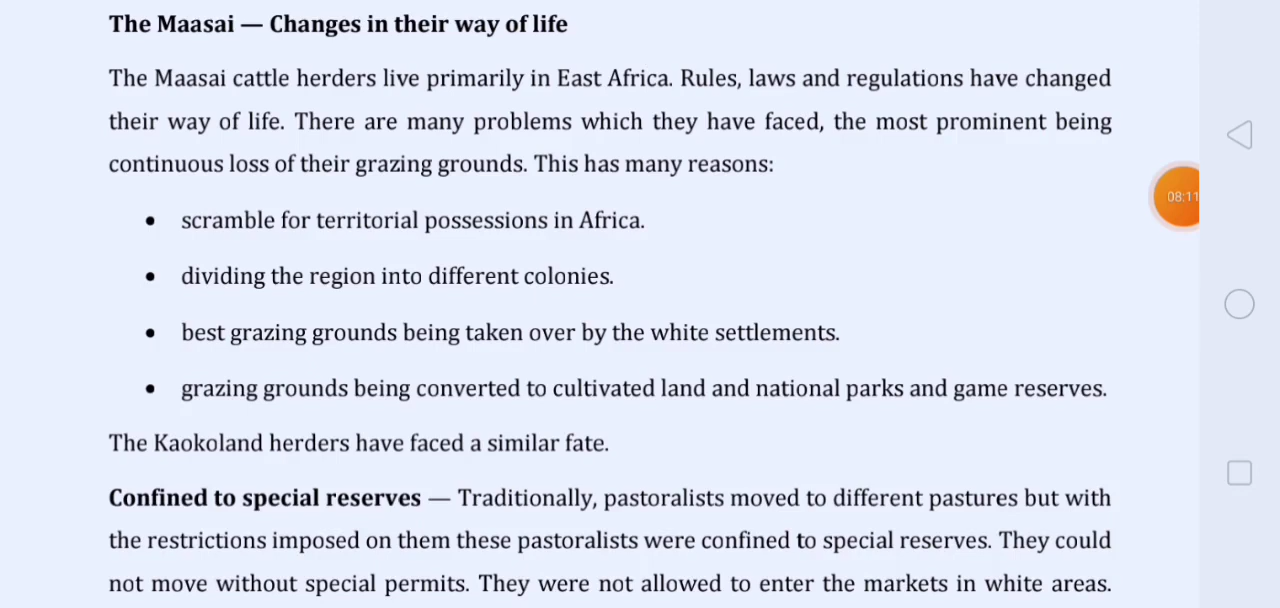 The Maasai — Changes in their way of life
The Maasai cattle herders live primarily in East Africa. Rules, laws and regulations have changed
their way of life. There are many problems which they have faced, the most prominent being
continuous loss of their grazing grounds. This has many reasons:
• scramble for territorial possessions in Africa.
• dividing the region into different colonies.
• best grazing grounds being taken over by the white settlements.
• grazing grounds being converted to cultivated land and national parks and game reserves.
The Kaokoland herders have faced a similar fate.
Confined to special reserves — Traditionally, pastoralists moved to different pastures but with
the restrictions imposed on them these pastoralists were confined to special reserves. They could
not move without special permits. They were not allowed to enter the markets in white areas.
08:11